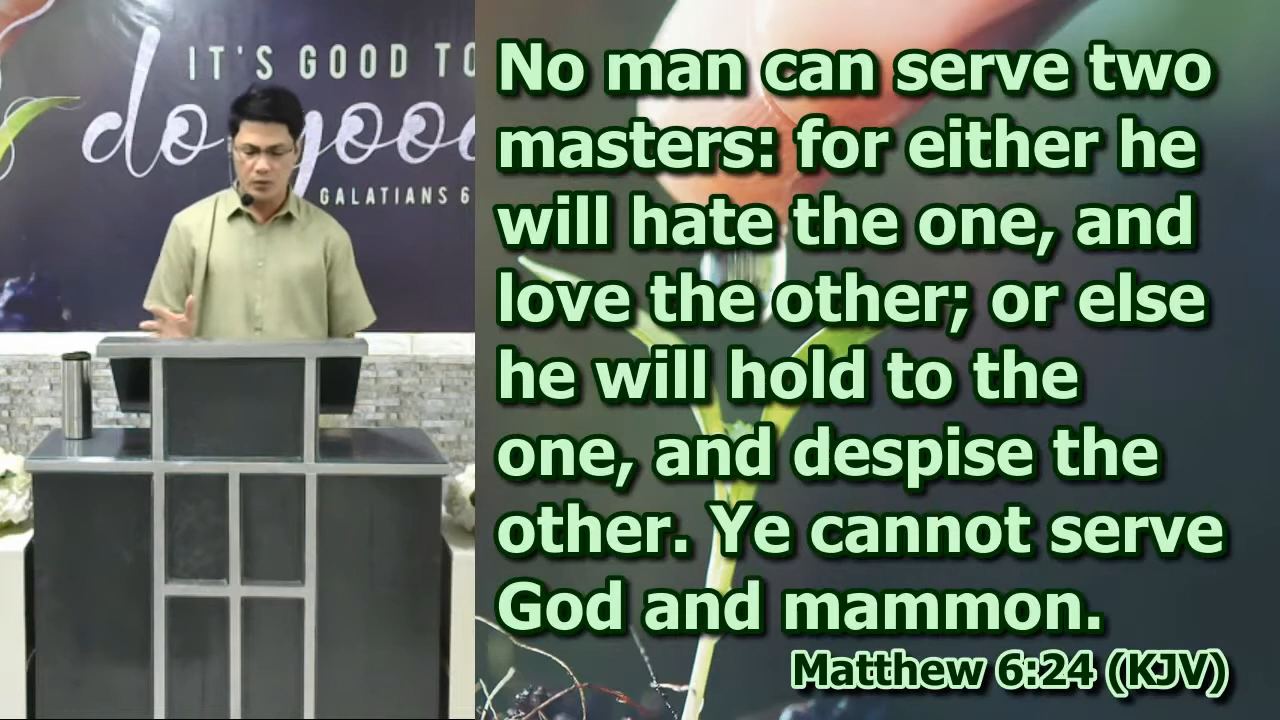 IT'S GOOD TO
do good
GALATIANS 6
No man can serve two
masters: for either he
will hate the one, and
love the other; or else
he will hold to the
one, and despise the
other. Ye cannot serve
God and mammon.
Matthew 6:24 (KJV)